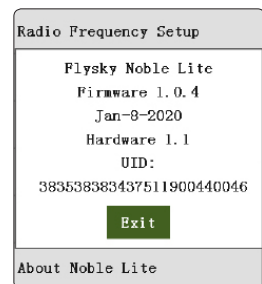 Radio Frequency Setup
Flysky Noble Lite
Firmware 1.0.4
Jan-8-2020
Hardware 1.1
UID:
383538383437511900440046
Exit
About Noble Lite